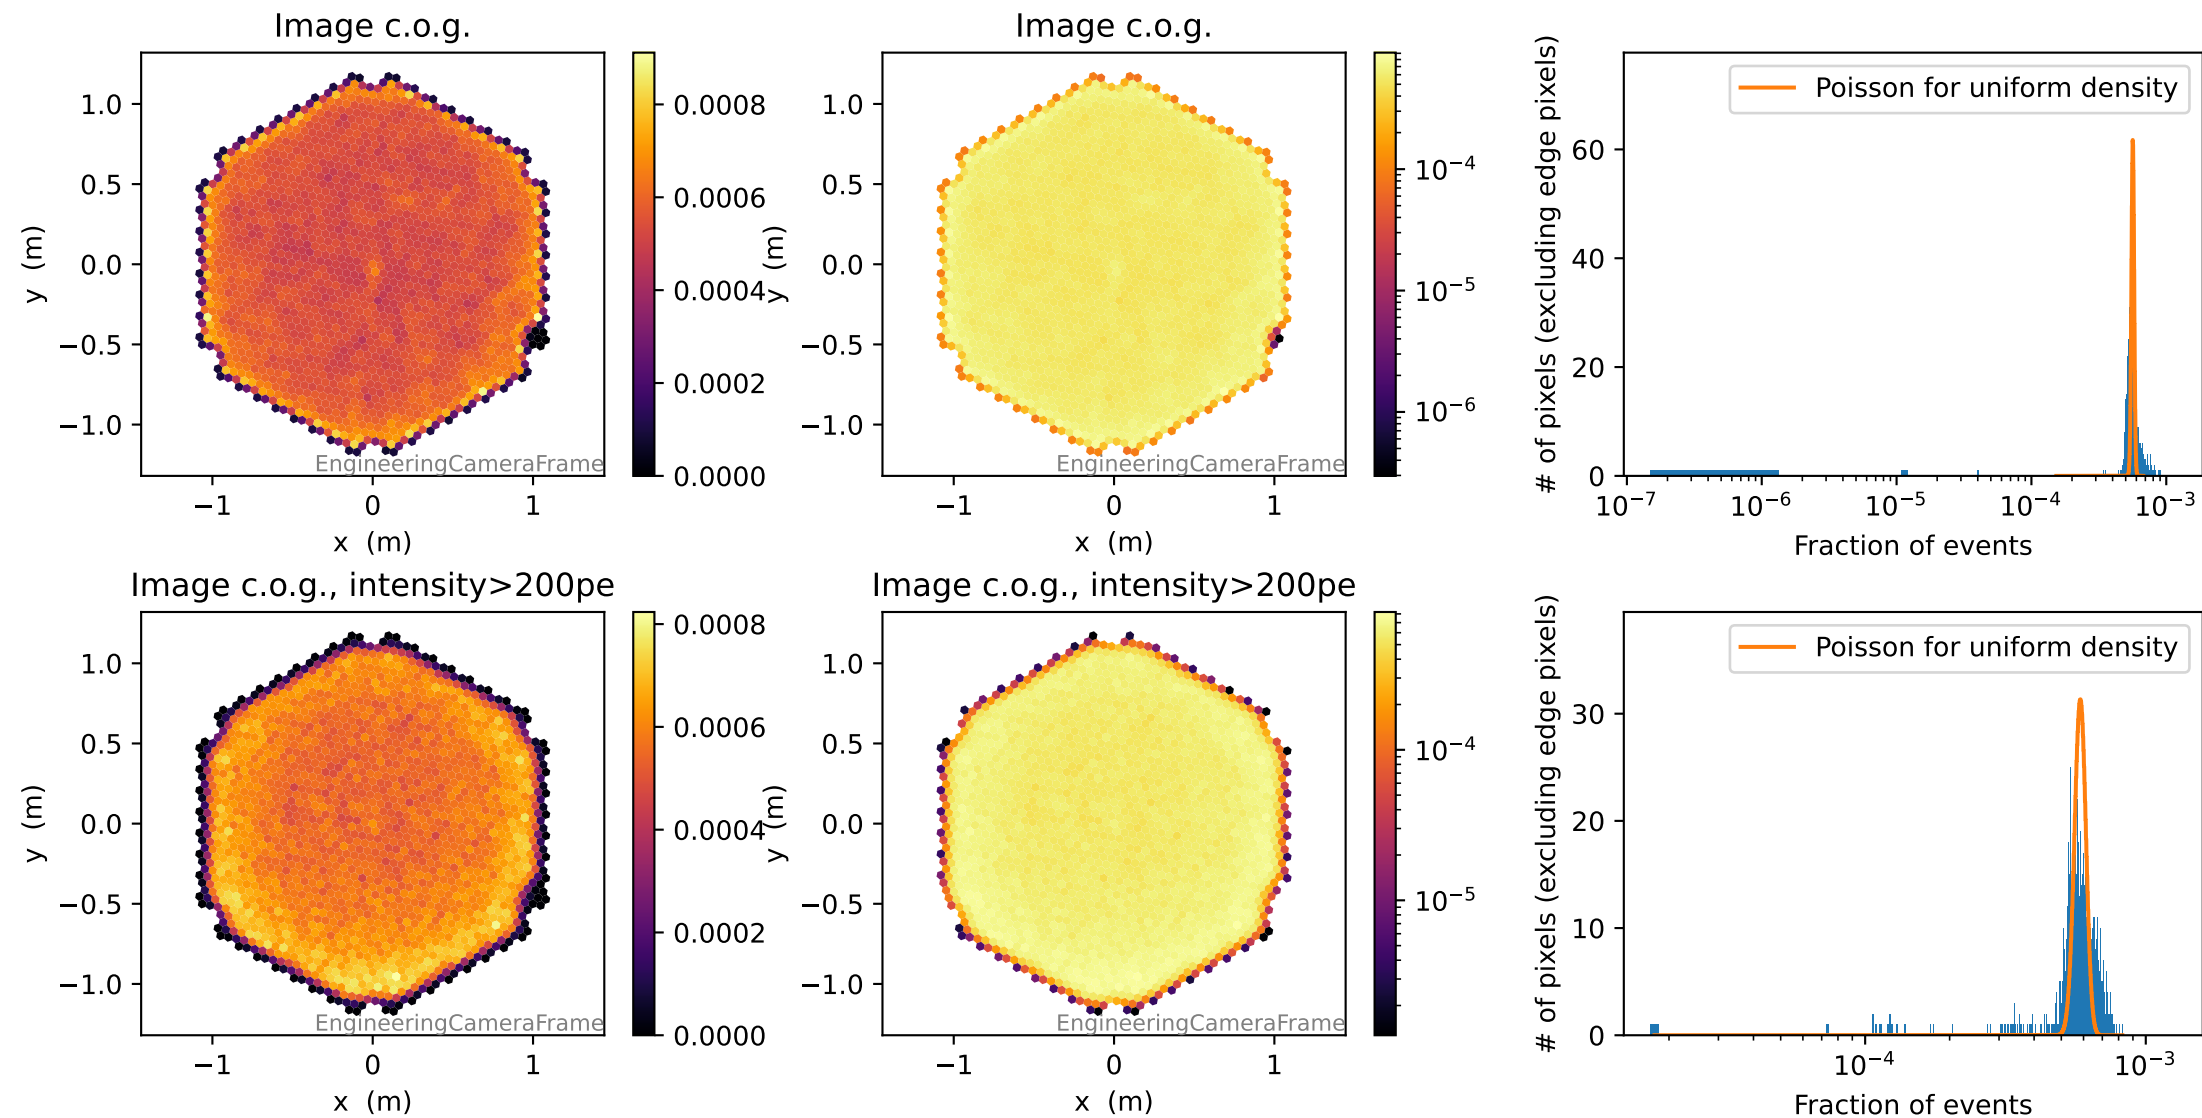 Image c.o.g.
1.0
0.5
0.0
−0.5
−1.0
y (m)
−1 0 1
x (m)
EngineeringCameraFrame
0.0008
0.0006
0.0004
0.0002
0.0000
Image c.o.g.
1.0
0.5
0.0
−0.5
−1.0
y (m)
−1 0 1
x (m)
EngineeringCameraFrame
10−4
10−5
10−6
# of pixels (excluding edge pixels)
60
40
20
0
Poisson for uniform density
10−7 10−6 10−5 10−4 10−3
Fraction of events
Image c.o.g., intensity>200pe
1.0
0.5
0.0
−0.5
−1.0
y (m)
−1 0 1
x (m)
EngineeringCameraFrame
0.0008
0.0006
0.0004
0.0002
0.0000
Image c.o.g., intensity>200pe
1.0
0.5
0.0
−0.5
−1.0
y (m)
−1 0 1
x (m)
EngineeringCameraFrame
10−4
10−5
# of pixels (excluding edge pixels)
30
20
10
0
Poisson for uniform density
10−4 10−3
Fraction of events